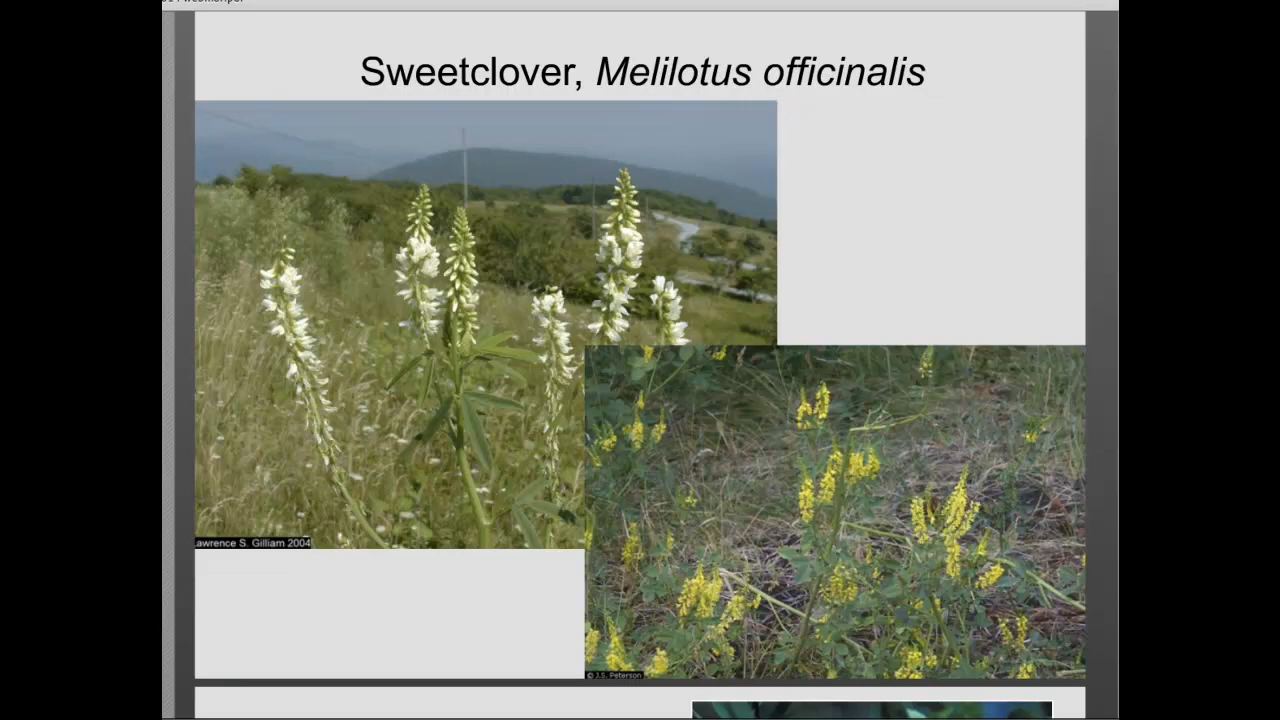 Sweetclover, Melilotus officinalis
awrence S. Gilliam 2004
© J.S. Peterson